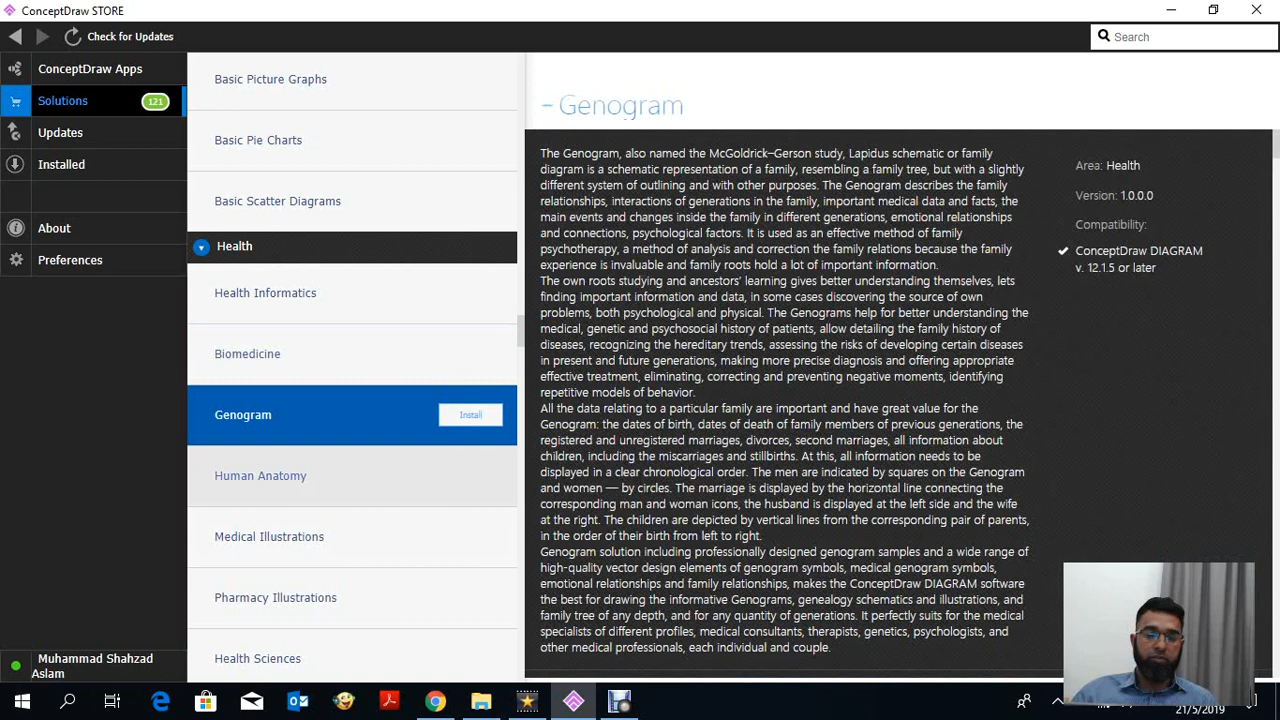 ConceptDraw STORE
Check for Updates
Search
ConceptDraw Apps
Solutions
121
Updates
Installed
About
Preferences
Muhammad Shahzad
Aslam
Basic Picture Graphs
Basic Pie Charts
Basic Scatter Diagrams
Health
Health Informatics
Biomedicine
Genogram
Install
Human Anatomy
Medical Illustrations
Pharmacy Illustrations
Health Sciences
– Genogram
The Genogram, also named the McGoldrick–Gerson study, Lapidus schematic or family
diagram is a schematic representation of a family, resembling a family tree, but with a slightly
different system of outlining and with other purposes. The Genogram describes the family
relationships, interactions of generations in the family, important medical data and facts, the
main events and changes inside the family in different generations, emotional relationships
and connections, psychological factors. It is used as an effective method of family
psychotherapy, a method of analysis and correction the family relations because the family
experience is invaluable and family roots hold a lot of important information.
The own roots studying and ancestors' learning gives better understanding themselves, lets
finding important information and data, in some cases discovering the source of own
problems, both psychological and physical. The Genograms help for better understanding the
medical, genetic and psychosocial history of patients, allow detailing the family history of
diseases, recognizing the hereditary trends, assessing the risks of developing certain diseases
in present and future generations, making more precise diagnosis and offering appropriate
effective treatment, eliminating, correcting and preventing negative moments, identifying
repetitive models of behavior.
All the data relating to a particular family are important and have great value for the
Genogram: the dates of birth, dates of death of family members of previous generations, the
registered and unregistered marriages, divorces, second marriages, all information about
children, including the miscarriages and stillbirths. At this, all information needs to be
displayed in a clear chronological order. The men are indicated by squares on the Genogram
and women — by circles. The marriage is displayed by the horizontal line connecting the
corresponding man and woman icons, the husband is displayed at the left side and the wife
at the right. The children are depicted by vertical lines from the corresponding pair of parents,
in the order of their birth from left to right.
Genogram solution including professionally designed genogram samples and a wide range of
high-quality vector design elements of genogram symbols, medical genogram symbols,
emotional relationships and family relationships, makes the ConceptDraw DIAGRAM software
the best for drawing the informative Genograms, genealogy schematics and illustrations, and
family tree of any depth, and for any quantity of generations. It perfectly suits for the medical
specialists of different profiles, medical consultants, therapists, genetics, psychologists, and
other medical professionals, each individual and couple.
Area: Health
Version: 1.0.0.0
Compatibility:
ConceptDraw DIAGRAM
v. 12.1.5 or later
21/5/2019